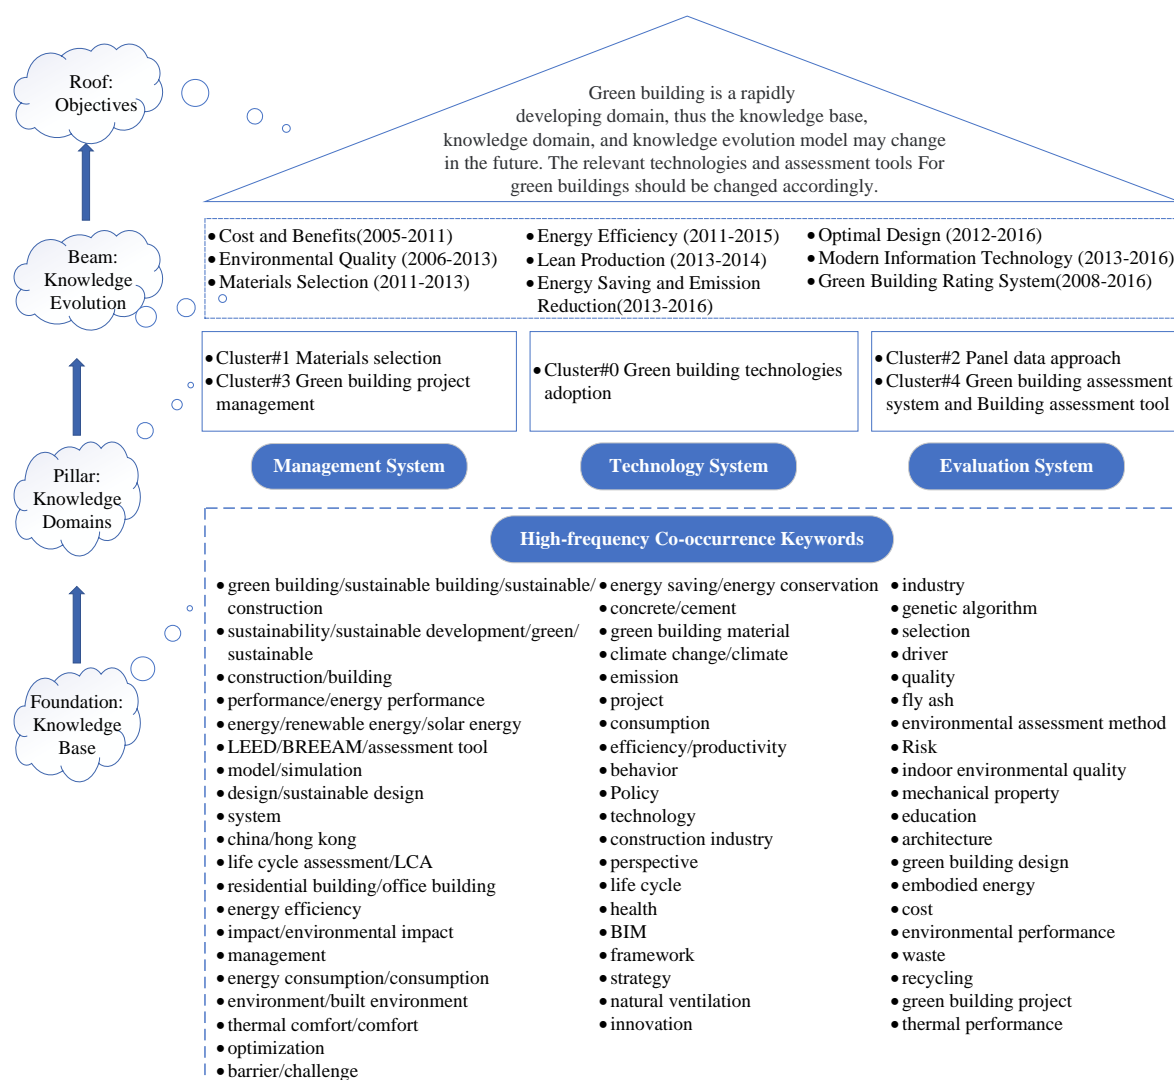 Roof:
Objectives
Green building is a rapidly
developing domain, thus the knowledge base,
knowledge domain, and knowledge evolution model may change
in the future. The relevant technologies and assessment tools For
green buildings should be changed accordingly.
Beam:
Knowledge
Evolution
• Cost and Benefits(2005-2011)
• Environmental Quality (2006-2013)
• Materials Selection (2011-2013)
• Energy Efficiency (2011-2015)
• Lean Production (2013-2014)
• Energy Saving and Emission
Reduction(2013-2016)
• Optimal Design (2012-2016)
• Modern Information Technology (2013-2016)
• Green Building Rating System(2008-2016)
• Cluster#1 Materials selection
• Cluster#3 Green building project
management
• Cluster#0 Green building technologies
adoption
• Cluster#2 Panel data approach
• Cluster#4 Green building assessment
system and Building assessment tool
Pillar:
Knowledge
Domains
Management System
Technology System
Evaluation System
High-frequency Co-occurrence Keywords
Foundation:
Knowledge
Base
• green building/sustainable building/sustainable/
construction
• sustainability/sustainable development/green/
sustainable
• construction/building
• performance/energy performance
• energy/renewable energy/solar energy
• LEED/BREEAM/assessment tool
• model/simulation
• design/sustainable design
• system
• china/hong kong
• life cycle assessment/LCA
• residential building/office building
• energy efficiency
• impact/environmental impact
• management
• energy consumption/consumption
• environment/built environment
• thermal comfort/comfort
• optimization
• barrier/challenge
• energy saving/energy conservation
• concrete/cement
• green building material
• climate change/climate
• emission
• project
• consumption
• efficiency/productivity
• behavior
• Policy
• technology
• construction industry
• perspective
• life cycle
• health
• BIM
• framework
• strategy
• natural ventilation
• innovation
• industry
• genetic algorithm
• selection
• driver
• quality
• fly ash
• environmental assessment method
• Risk
• indoor environmental quality
• mechanical property
• education
• architecture
• green building design
• embodied energy
• cost
• environmental performance
• waste
• recycling
• green building project
• thermal performance